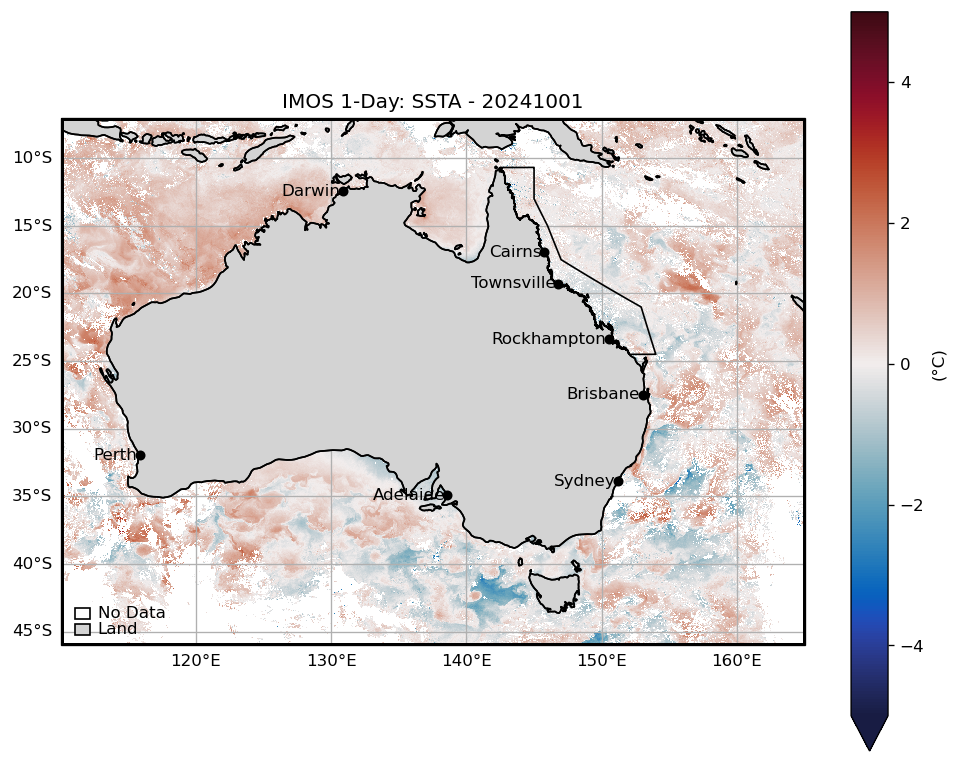 IMOS 1-Day: SSTA - 20241001
10°S
15°S
20°S
25°S
30°S
35°S
40°S
45°S
Darwin
Cairns
Townsville
Rockhampton
Brisbane
Perth
Sydney
Adelaide
No Data
Land
120°E 130°E 140°E 150°E 160°E
4
2
0
−2
−4
(°C)